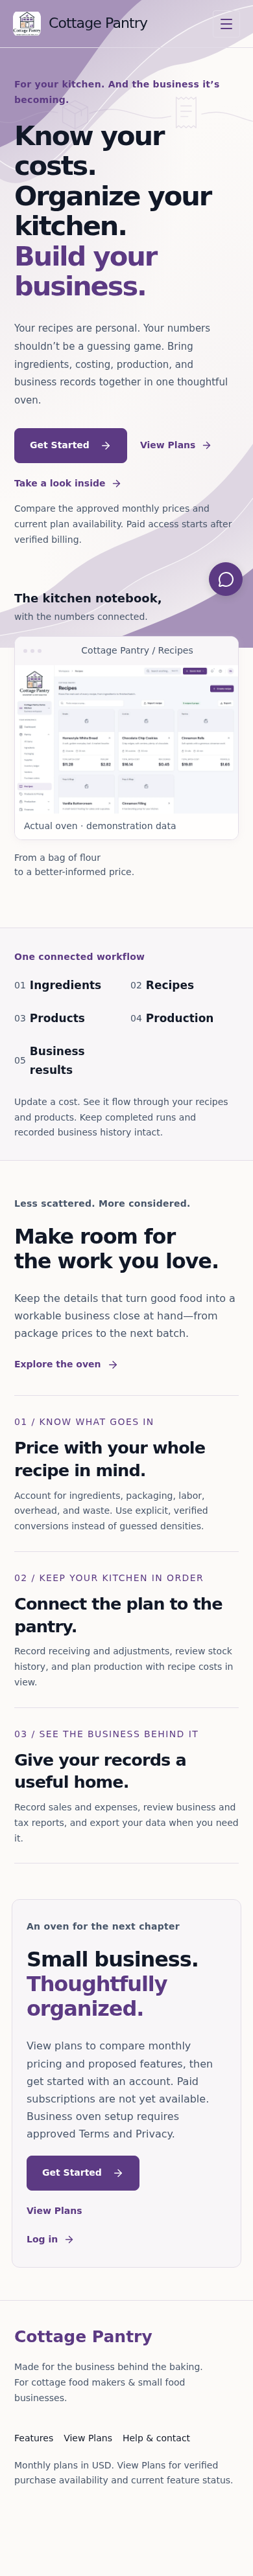 Cottage Pantry
For your kitchen. And the business it’s
becoming.
Know your
costs.
Organize your
kitchen.
Build your
business.
Your recipes are personal. Your numbers
shouldn’t be a guessing game. Bring
ingredients, costing, production, and
business records together in one thoughtful
oven.
Get Started
View Plans
Take a look inside
Compare the approved monthly prices and
current plan availability. Paid access starts after
verified billing.
The kitchen notebook,
with the numbers connected.
Cottage Pantry / Recipes
Cottage Pantry
Recipes
Homestyle White Bread
Chocolate Chip Cookies
Cinnamon Rolls
Vanilla Buttercream
Cinnamon Filling
Actual oven · demonstration data
From a bag of flour
to a better-informed price.
One connected workflow
01 Ingredients
02 Recipes
03 Products
04 Production
05 Business
results
Update a cost. See it flow through your recipes
and products. Keep completed runs and
recorded business history intact.
Less scattered. More considered.
Make room for
the work you love.
Keep the details that turn good food into a
workable business close at hand—from
package prices to the next batch.
Explore the oven
01 / KNOW WHAT GOES IN
Price with your whole
recipe in mind.
Account for ingredients, packaging, labor,
overhead, and waste. Use explicit, verified
conversions instead of guessed densities.
02 / KEEP YOUR KITCHEN IN ORDER
Connect the plan to the
pantry.
Record receiving and adjustments, review stock
history, and plan production with recipe costs in
view.
03 / SEE THE BUSINESS BEHIND IT
Give your records a
useful home.
Record sales and expenses, review business and
tax reports, and export your data when you need
it.
An oven for the next chapter
Small business.
Thoughtfully
organized.
View plans to compare monthly
pricing and proposed features, then
get started with an account. Paid
subscriptions are not yet available.
Business oven setup requires
approved Terms and Privacy.
Get Started
View Plans
Log in
Cottage Pantry
Made for the business behind the baking.
For cottage food makers & small food
businesses.
Features View Plans Help & contact
Monthly plans in USD. View Plans for verified
purchase availability and current feature status.